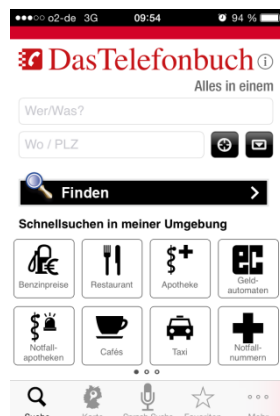 o2-de 3G 09:54 94 %
DasTelefonbuch
Alles in einem
Wer/Was?
Wo / PLZ
Finden
Schnellsuchen in meiner Umgebung
Benzinpreise Restaurant Apotheke Geld-
automaten
Notfall-
apotheken Cafés Taxi Notfall-
nummern
Suche Karte Sprach-Suche Favoriten Mehr